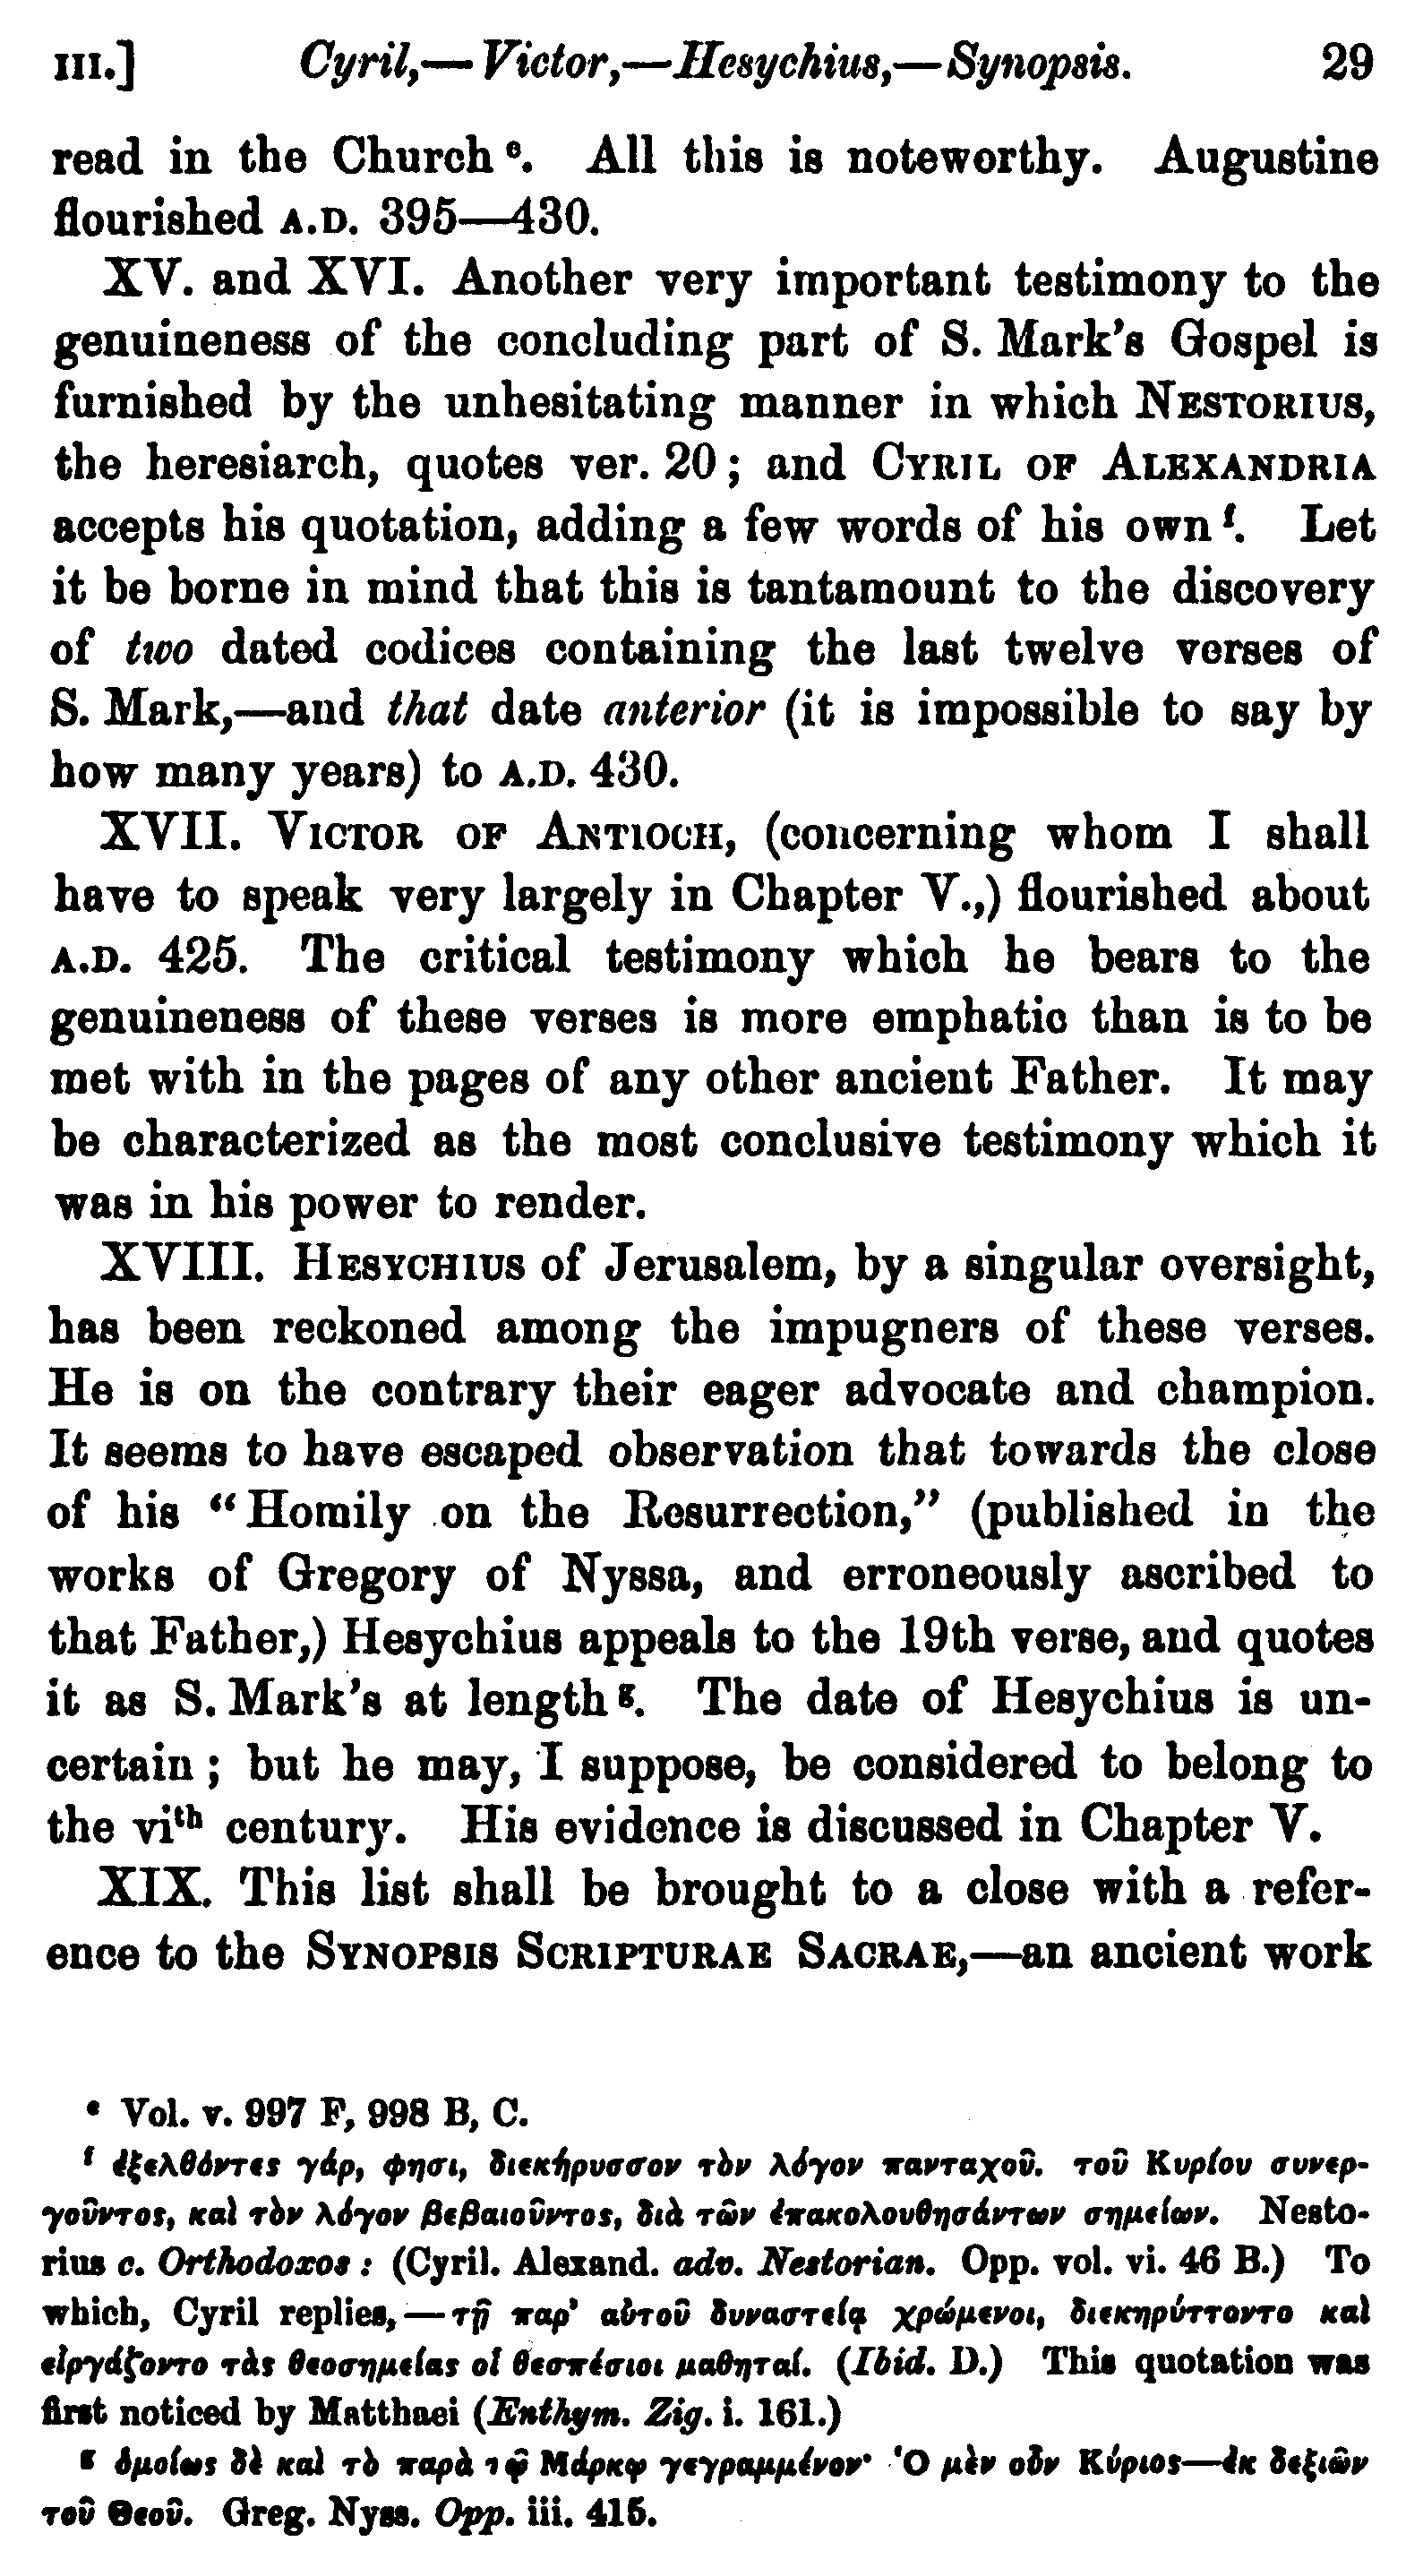 III.] Cyril,—Victor,—Hesychius,—Synopsis. 29
read in the Church e. All this is noteworthy. Augustine
flourished A.D. 395—430.
XV. and XVI. Another very important testimony to the
genuineness of the concluding part of S. Mark's Gospel is
furnished by the unhesitating manner in which NESTORIUS,
the heresiarch, quotes ver. 20; and CYRIL OF ALEXANDRIA
accepts his quotation, adding a few words of his own f. Let
it be borne in mind that this is tantamount to the discovery
of two dated codices containing the last twelve verses of
S. Mark,—and that date anterior (it is impossible to say by
how many years) to A.D. 430.
XVII. VICTOR OF ANTIOCH, (concerning whom I shall
have to speak very largely in Chapter V.,) flourished about
A.D. 425. The critical testimony which he bears to the
genuineness of these verses is more emphatic than is to be
met with in the pages of any other ancient Father. It may
be characterized as the most conclusive testimony which it
was in his power to render.
XVIII. HESYCHIUS of Jerusalem, by a singular oversight,
has been reckoned among the impugners of these verses.
He is on the contrary their eager advocate and champion.
It seems to have escaped observation that towards the close
of his “Homily on the Resurrection,” (published in the
works of Gregory of Nyssa, and erroneously ascribed to
that Father,) Hesychius appeals to the 19th verse, and quotes
it as S. Mark's at length g. The date of Hesychius is un-
certain; but he may, I suppose, be considered to belong to
the vith century. His evidence is discussed in Chapter V.
XIX. This list shall be brought to a close with a refer-
ence to the SYNOPSIS SCRIPTURAE SACRAE,—an ancient work
e Vol. v. 997 F, 998 B, C.
f ἐξελθόντες γάρ, φησι, διεκήρυσσον τὸν λόγον πανταχοῦ. τοῦ Κυρίου συνερ-
γοῦντος, καὶ τὸν λόγον βεβαιοῦντος, διὰ τῶν ἐπακολουθησάντων σημείων. Nesto-
rius c. Orthodoxos: (Cyril. Alexand. adv. Nestorian. Opp. vol. vi. 46 B.) To
which, Cyril replies,—τῇ παρ' αὐτοῦ δυναστείᾳ χρώμενοι, διεκηρύττοντο καὶ
εἰργάζοντο τὰς θεοσημείας οἱ θεσπέσιοι μαθηταί. (Ibid. D.) This quotation was
first noticed by Matthaei (Enthym. Zig. i. 161.)
g ὁμοίως δὲ καὶ τὸ παρὰ τῷ Μάρκῳ γεγραμμένον· Ὁ μὲν οὖν Κύριος—ἐκ δεξιῶν
τοῦ Θεοῦ. Greg. Nyss. Opp. iii. 415.